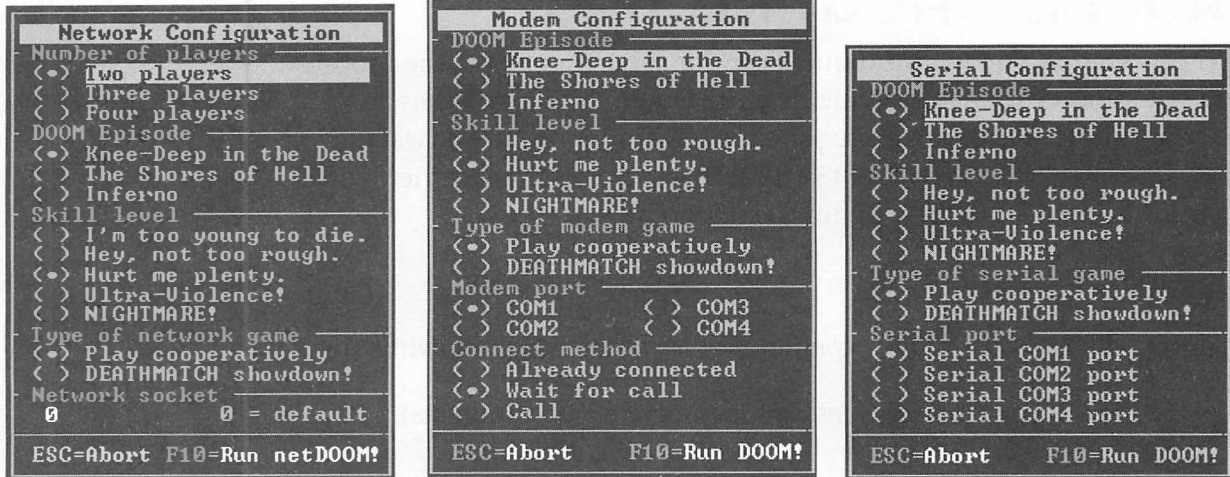 Network Configuration
Number of players
(•) Two players
( ) Three players
( ) Four players
DOOM Episode
(•) Knee-Deep in the Dead
( ) The Shores of Hell
( ) Inferno
Skill level
( ) I'm too young to die.
( ) Hey, not too rough.
(•) Hurt me plenty.
( ) Ultra-Violence!
( ) NIGHTMARE!
Type of network game
(•) Play cooperatively
( ) DEATHMATCH showdown!
Network socket
0 0 = default
ESC=Abort F10=Run netDOOM!
Modem Configuration
DOOM Episode
(•) Knee-Deep in the Dead
( ) The Shores of Hell
( ) Inferno
Skill level
( ) Hey, not too rough.
(•) Hurt me plenty.
( ) Ultra-Violence!
( ) NIGHTMARE!
Type of modem game
(•) Play cooperatively
( ) DEATHMATCH showdown!
Modem port
(•) COM1 ( ) COM3
( ) COM2 ( ) COM4
Connect method
( ) Already connected
(•) Wait for call
( ) Call
ESC=Abort F10=Run DOOM!
Serial Configuration
DOOM Episode
(•) Knee-Deep in the Dead
( ) The Shores of Hell
( ) Inferno
Skill level
( ) Hey, not too rough.
(•) Hurt me plenty.
( ) Ultra-Violence!
( ) NIGHTMARE!
Type of serial game
(•) Play cooperatively
( ) DEATHMATCH showdown!
Serial port
(•) Serial COM1 port
( ) Serial COM2 port
( ) Serial COM3 port
( ) Serial COM4 port
ESC=Abort F10=Run DOOM!